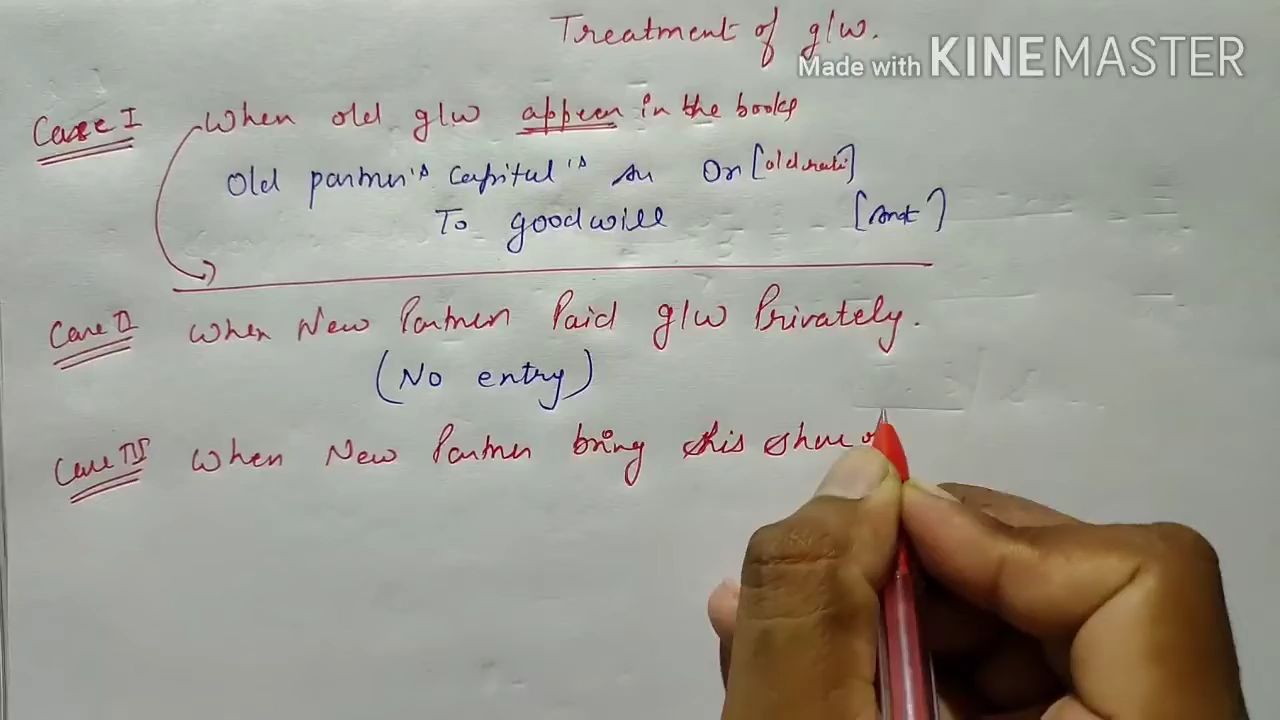 Treatment of g/w.
Made with KINEMASTER
Case I When old g/w appear in the books
Old partner's capital a/c Dr [old ratio]
To goodwill [Amt]
Case II When New Partner Paid g/w Privately.
(No entry)
Case III When New Partner bring his share o